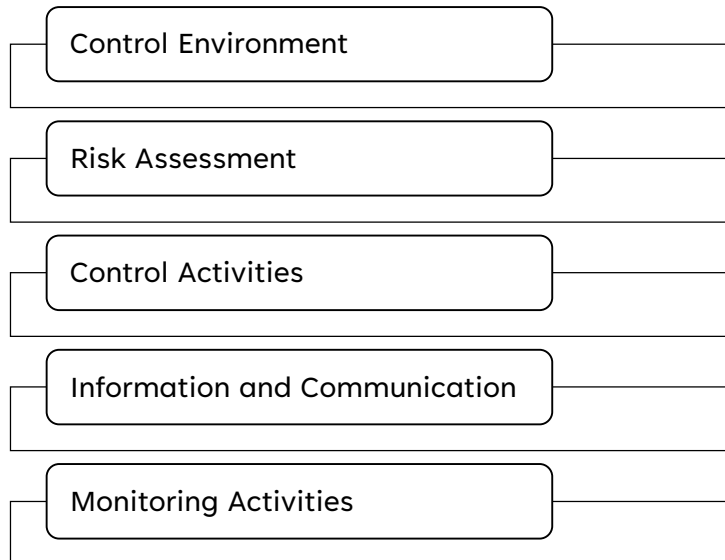 Control Environment
Risk Assessment
Control Activities
Information and Communication
Monitoring Activities